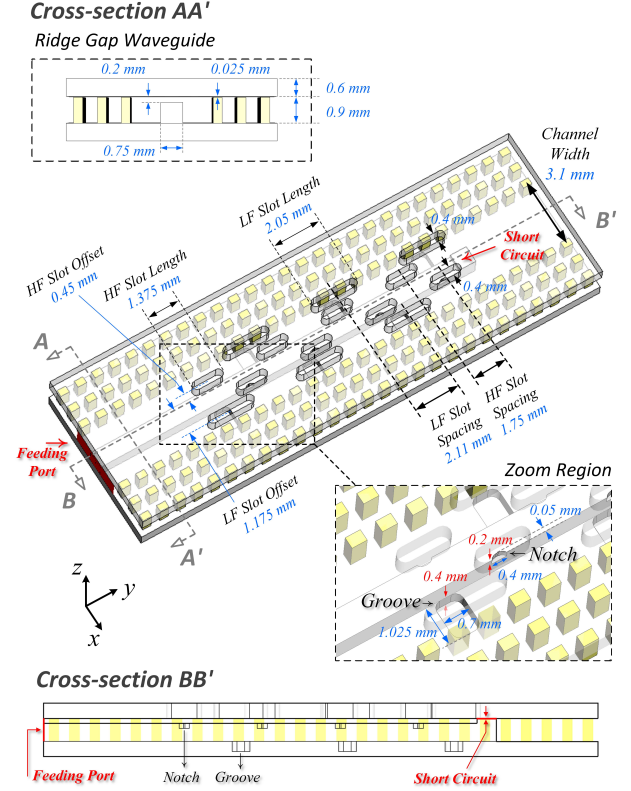 Cross-section AA'
Ridge Gap Waveguide
0.2 mm
0.025 mm
0.6 mm
0.9 mm
0.75 mm
Channel
Width
3.1 mm
B'
LF Slot Length
2.05 mm
0.4 mm
Short
Circuit
0.4 mm
HF Slot Offset
0.45 mm
HF Slot Length
1.375 mm
A
Feeding
Port
B
A'
LF Slot Offset
1.175 mm
LF Slot
Spacing
2.11 mm
HF Slot
Spacing
1.75 mm
Zoom Region
0.05 mm
0.2 mm
Notch
0.4 mm
0.4 mm
Groove
0.7 mm
1.025 mm
z
y
x
Cross-section BB'
Feeding Port
Notch
Groove
Short Circuit